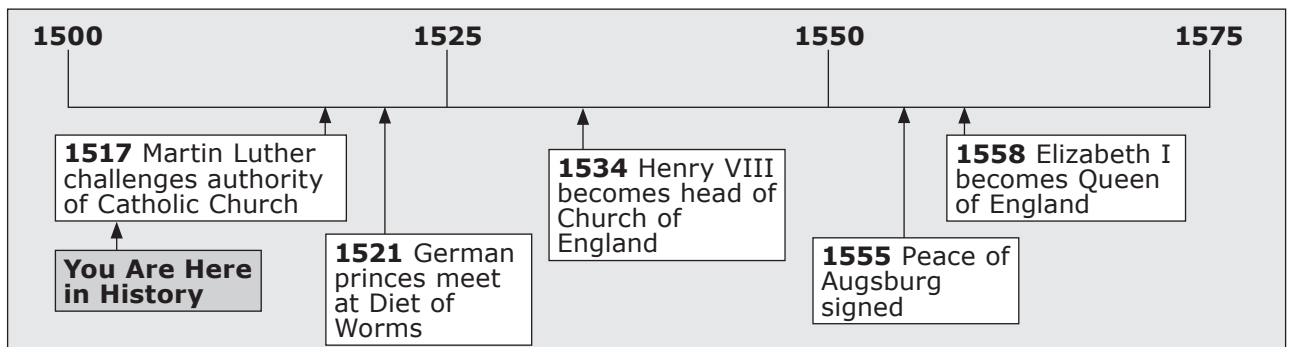 1500 1525 1550 1575
1517 Martin Luther
challenges authority
of Catholic Church
You Are Here
in History
1521 German
princes meet
at Diet of
Worms
1534 Henry VIII
becomes head of
Church of
England
1555 Peace of
Augsburg
signed
1558 Elizabeth I
becomes Queen
of England